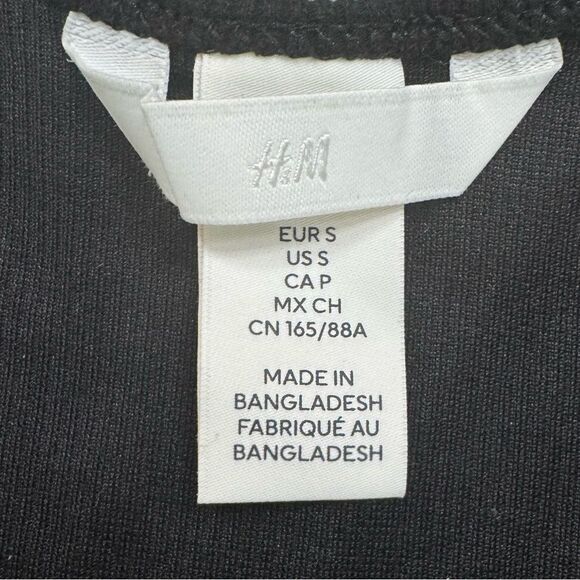 H&M
EUR S
US S
CA P
MX CH
CN 165/88A
MADE IN
BANGLADESH
FABRIQUÉ AU
BANGLADESH